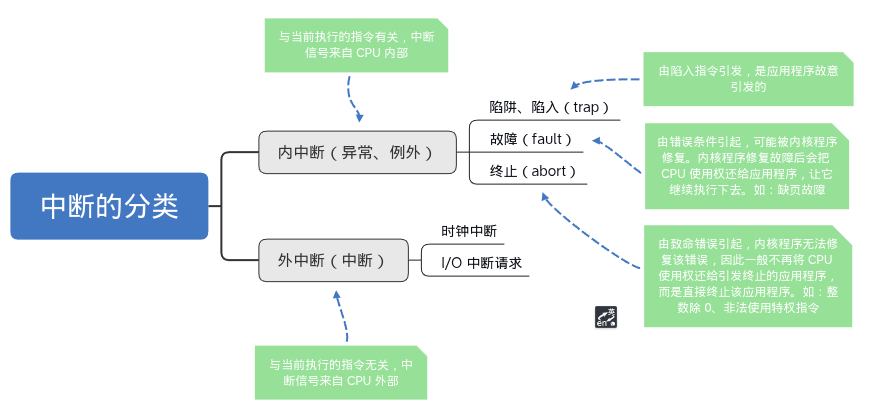 与当前执行的指令有关，中断
信号来自 CPU 内部
由陷入指令引发，是应用程序故意
引发的
陷阱、陷入（trap）
内中断（异常、例外）
故障（fault）
由错误条件引起，可能被内核程序
修复。内核程序修复故障后会把
CPU 使用权还给应用程序，让它
继续执行下去。如：缺页故障
终止（abort）
中断的分类
由致命错误引起，内核程序无法修
复该错误，因此一般不再将 CPU
使用权还给引发终止的应用程序，
而是直接终止该应用程序。如：整
数除 0、非法使用特权指令
外中断（中断）
时钟中断
I/O 中断请求
英
en
与当前执行的指令无关，中
断信号来自 CPU 外部